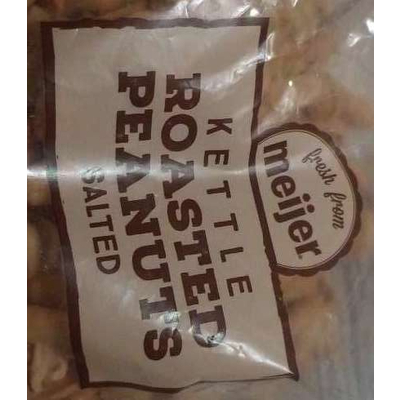 fresh from
meijer
KETTLE
ROASTED
PEANUTS
SALTED